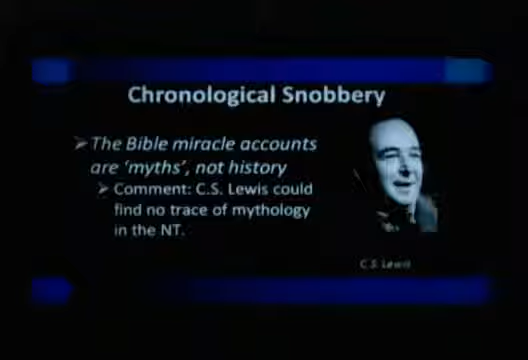 Chronological Snobbery
➢ The Bible miracle accounts
are ‘myths’, not history
➢ Comment: C.S. Lewis could
find no trace of mythology
in the NT.
C.S. Lewis